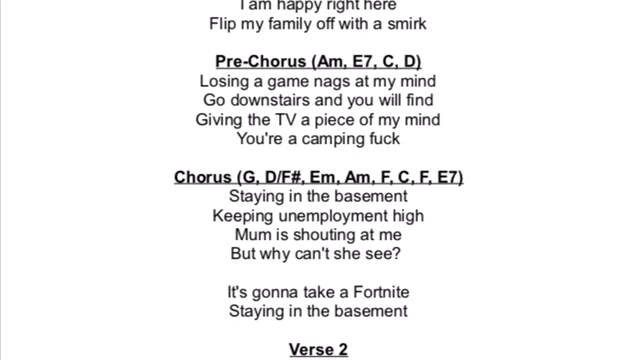 I am happy right here
Flip my family off with a smirk
Pre-Chorus (Am, E7, C, D)
Losing a game nags at my mind
Go downstairs and you will find
Giving the TV a piece of my mind
You're a camping fuck
Chorus (G, D/F#, Em, Am, F, C, F, E7)
Staying in the basement
Keeping unemployment high
Mum is shouting at me
But why can't she see?
It's gonna take a Fortnite
Staying in the basement
Verse 2